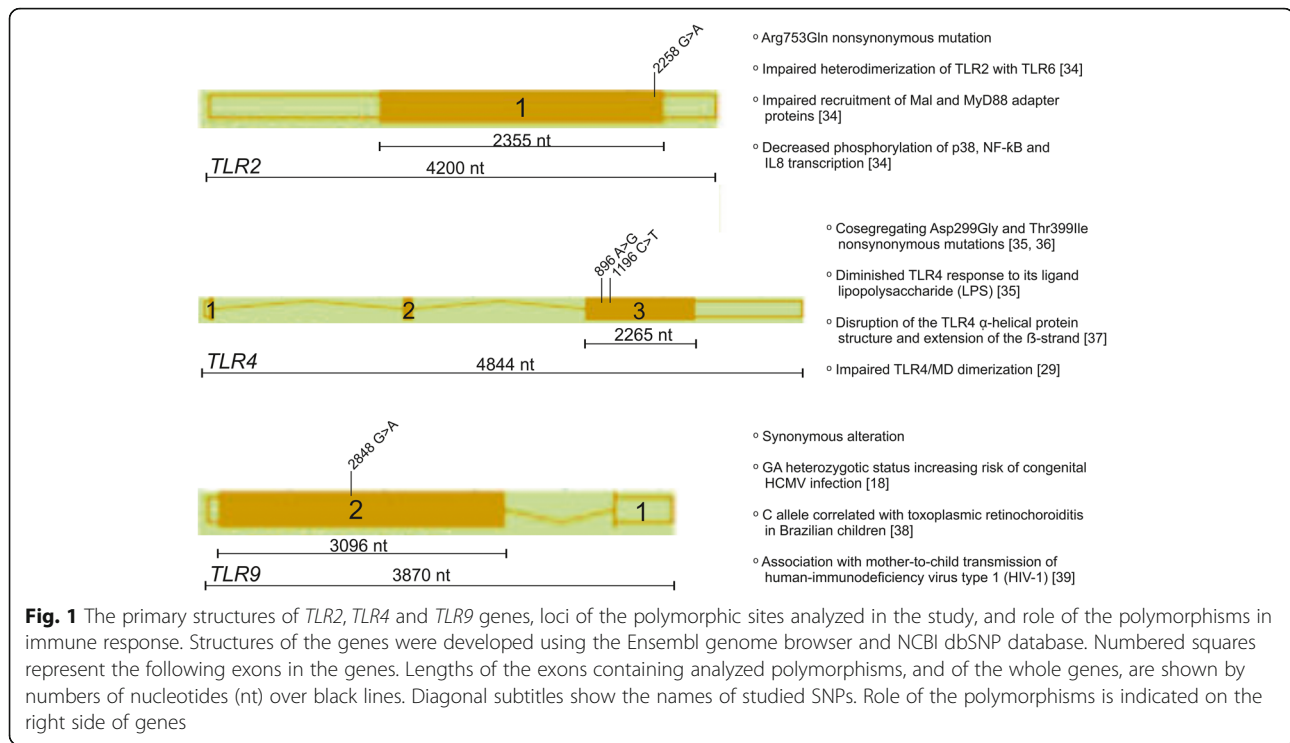 2258 G>A
1
2355 nt
TLR2
4200 nt
° Arg753Gln nonsynonymous mutation
° Impaired heterodimerization of TLR2 with TLR6 [34]
° Impaired recruitment of Mal and MyD88 adapter
proteins [34]
° Decreased phosphorylation of p38, NF-ƙB and
IL8 transcription [34]
896 A>G
1196 C>T
1
2
3
2265 nt
TLR4
4844 nt
° Cosegregating Asp299Gly and Thr399Ile
nonsynonymous mutations [35, 36]
° Diminished TLR4 response to its ligand
lipopolysaccharide (LPS) [35]
° Disruption of the TLR4 α-helical protein
structure and extension of the ß-strand [37]
° Impaired TLR4/MD dimerization [29]
2848 G>A
2
1
3096 nt
TLR9
3870 nt
° Synonymous alteration
° GA heterozygotic status increasing risk of congenital
HCMV infection [18]
° C allele correlated with toxoplasmic retinochoroiditis
in Brazilian children [38]
° Association with mother-to-child transmission of
human-immunodeficiency virus type 1 (HIV-1) [39]
Fig. 1 The primary structures of TLR2, TLR4 and TLR9 genes, loci of the polymorphic sites analyzed in the study, and role of the polymorphisms in
immune response. Structures of the genes were developed using the Ensembl genome browser and NCBI dbSNP database. Numbered squares
represent the following exons in the genes. Lengths of the exons containing analyzed polymorphisms, and of the whole genes, are shown by
numbers of nucleotides (nt) over black lines. Diagonal subtitles show the names of studied SNPs. Role of the polymorphisms is indicated on the
right side of genes